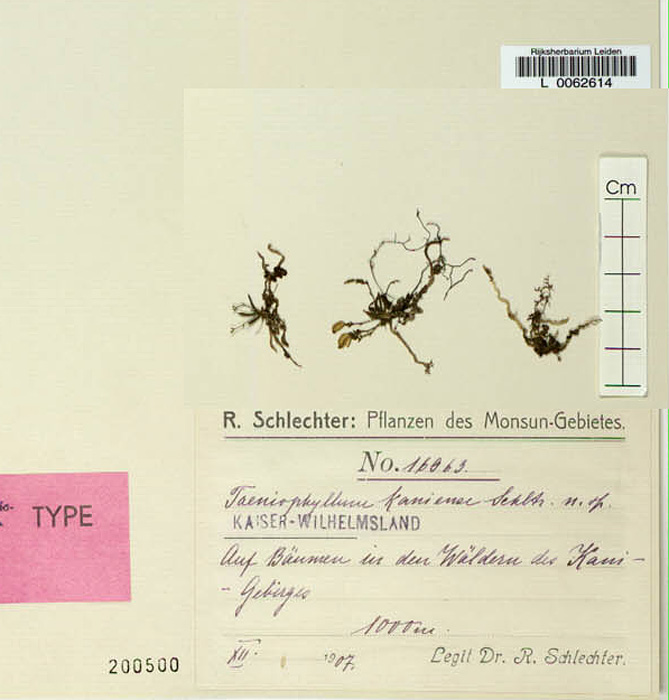 Rijksherbarium Leiden
L 0062614
Cm
R. Schlechter: Pflanzen des Monsun-Gebietes.
No. 16963.
Taeniophyllum kaniense Schltr. n. sp.
KAISER-WILHELMSLAND
Auf Bäumen in den Wäldern des Kani-
- Gebirges
1000 m.
XII. 1907. Legit Dr. R. Schlechter.
TYPE
200500